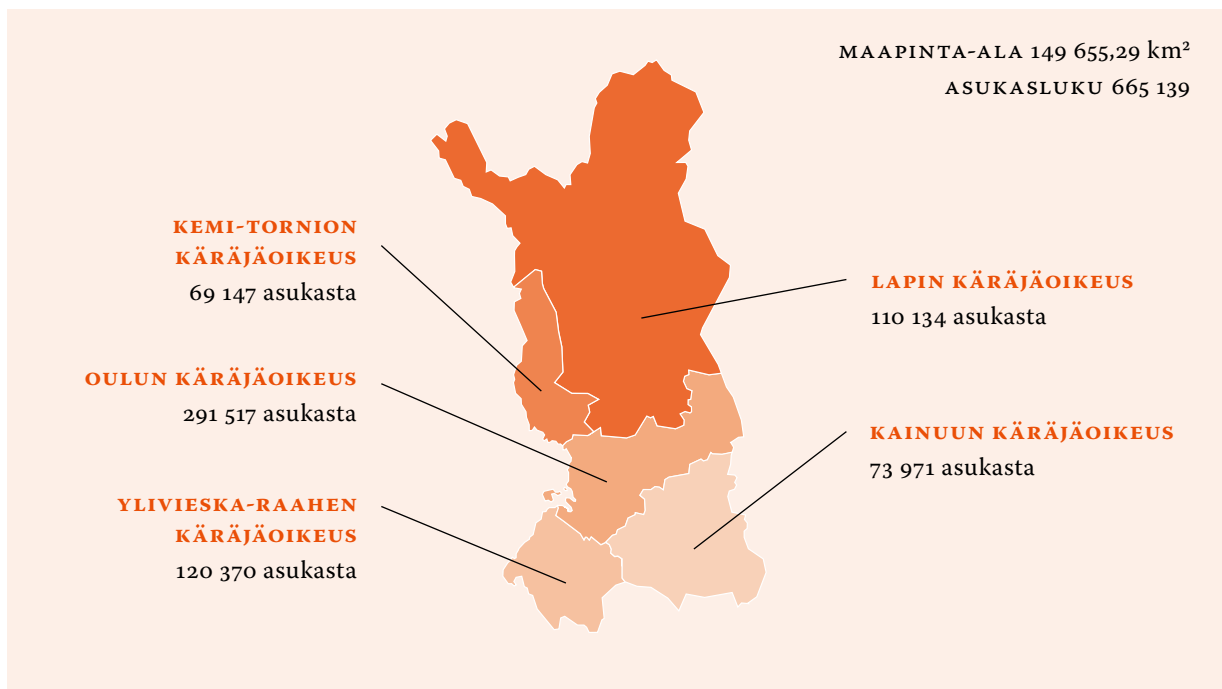 MAAPINTA-ALA 149 655,29 km²
ASUKASLUKU 665 139
KEMI-TORNION
KÄRÄJÄOIKEUS
69 147 asukasta
OULUN KÄRÄJÄOIKEUS
291 517 asukasta
YLIVIESKA-RAAHEN
KÄRÄJÄOIKEUS
120 370 asukasta
LAPIN KÄRÄJÄOIKEUS
110 134 asukasta
KAINUUN KÄRÄJÄOIKEUS
73 971 asukasta